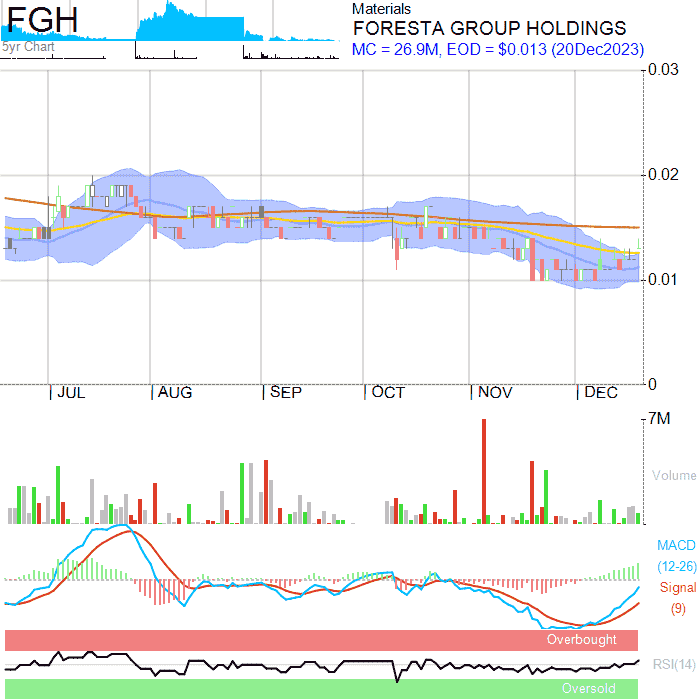 FGH
5yr Chart
Materials
FORESTA GROUP HOLDINGS
MC = 26.9M, EOD = $0.013 (20Dec2023)
0.03
0.02
0.01
0
JUL AUG SEP OCT NOV DEC
7M
Volume
MACD
(12-26)
Signal
(9)
Overbought
RSI(14)
Oversold